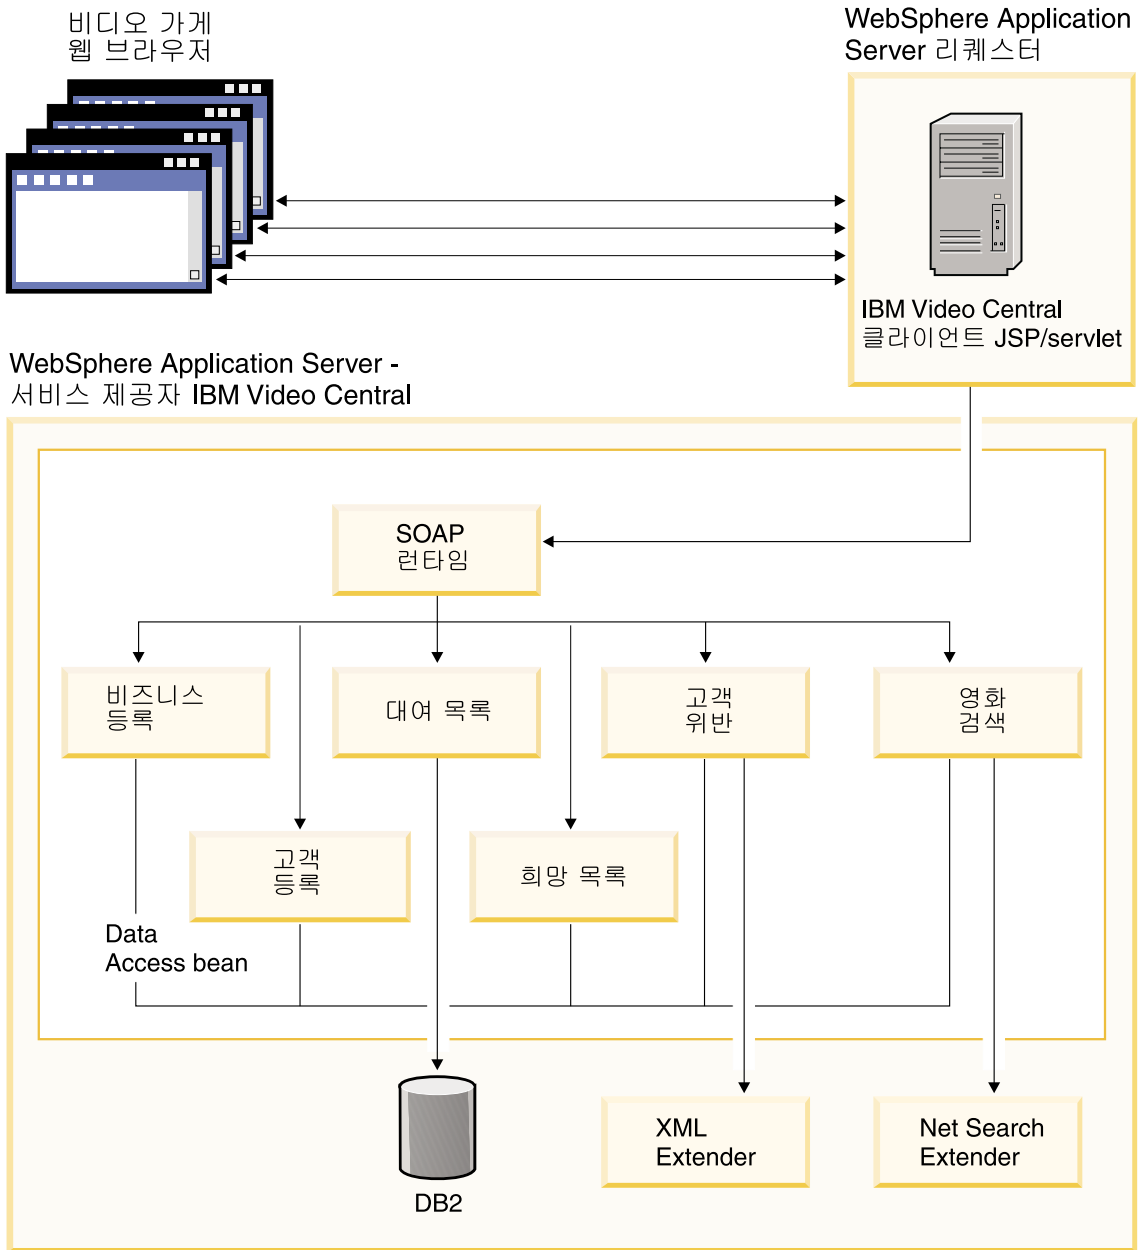 비디오 가게
웹 브라우저
WebSphere Application
Server 리퀘스터
IBM Video Central
클라이언트 JSP/servlet
WebSphere Application Server -
서비스 제공자 IBM Video Central
SOAP
런타임
비즈니스
등록
대여 목록
고객
위반
영화
검색
고객
등록
희망 목록
Data
Access bean
DB2
XML
Extender
Net Search
Extender